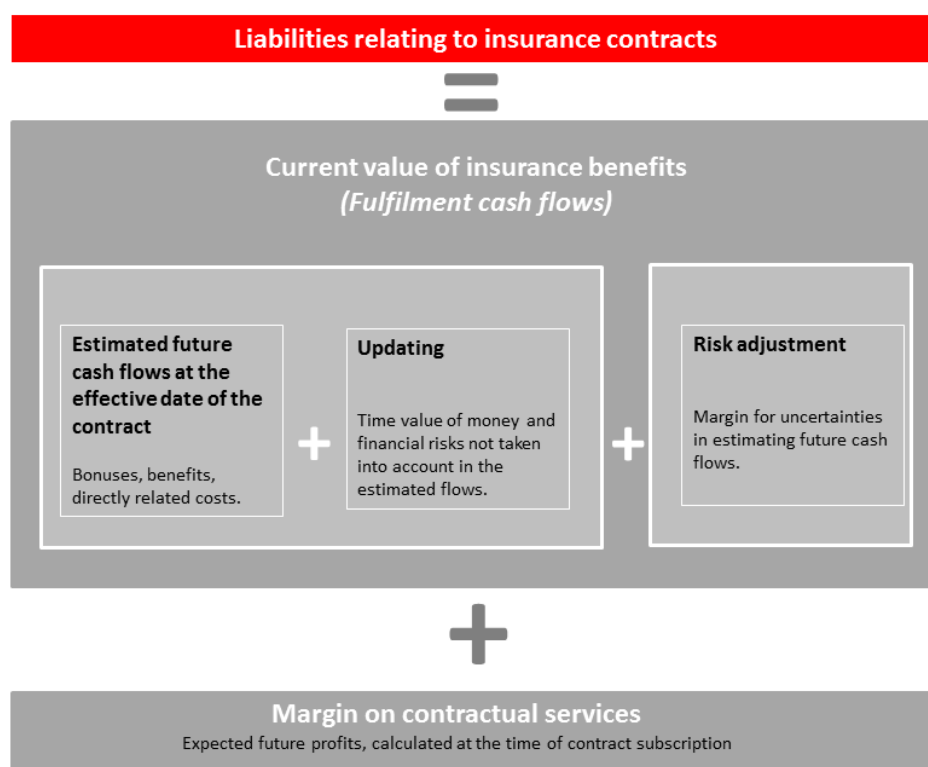 Liabilities relating to insurance contracts
=
Current value of insurance benefits
(Fulfilment cash flows)
Estimated future
cash flows at the
effective date of the
contract
Bonuses, benefits,
directly related costs.
+
Updating
Time value of money and
financial risks not taken
into account in the
estimated flows.
+
Risk adjustment
Margin for uncertainties
in estimating future cash
flows.
+
Margin on contractual services
Expected future profits, calculated at the time of contract subscription